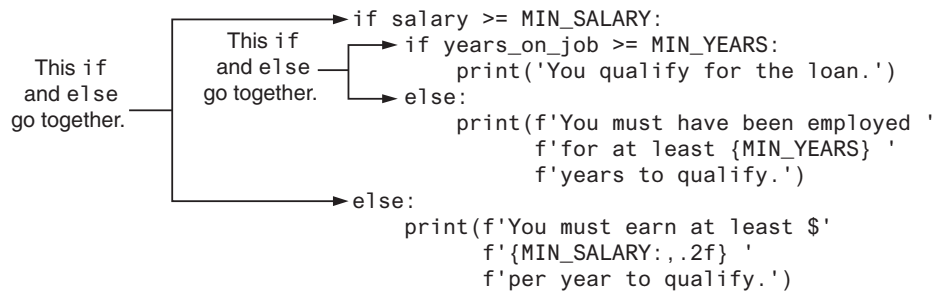 if salary >= MIN_SALARY:
This if
and else
go together.
if years_on_job >= MIN_YEARS:
print('You qualify for the loan.')
This if
and else
go together.
else:
print(f'You must have been employed '
f'for at least {MIN_YEARS} '
f'years to qualify.')
else:
print(f'You must earn at least $'
f'{MIN_SALARY:,.2f} '
f'per year to qualify.')